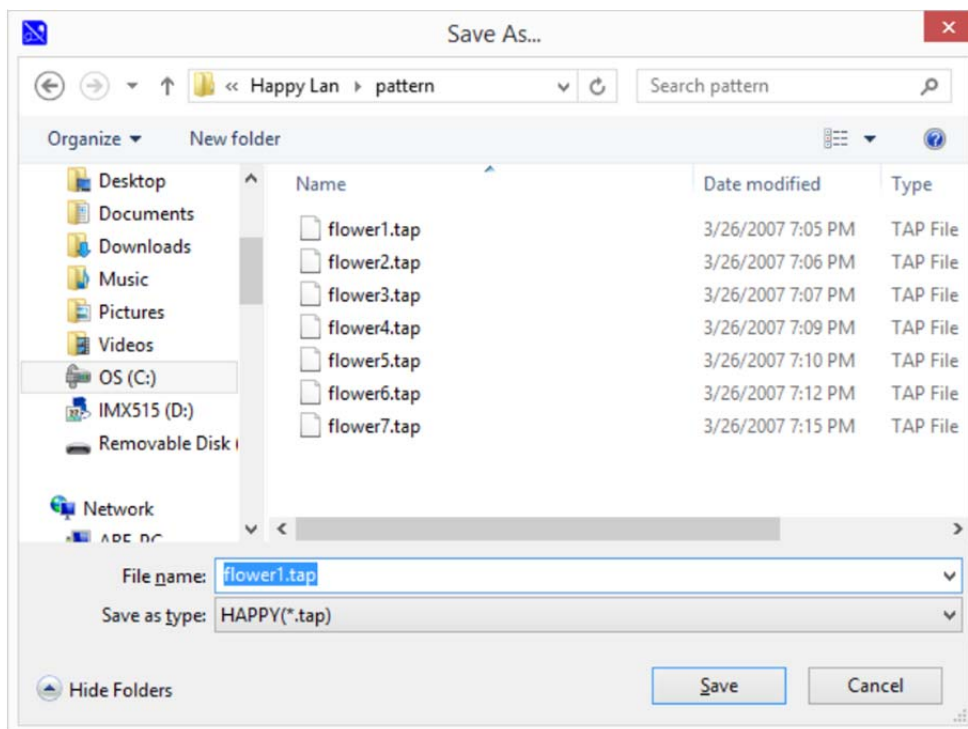 Save As...
« Happy Lan ▸ pattern
Search pattern
Organize
New folder
Desktop
Documents
Downloads
Music
Pictures
Videos
OS (C:)
IMX515 (D:)
Removable Disk (
Network
Name Date modified Type
flower1.tap 3/26/2007 7:05 PM TAP File
flower2.tap 3/26/2007 7:06 PM TAP File
flower3.tap 3/26/2007 7:07 PM TAP File
flower4.tap 3/26/2007 7:09 PM TAP File
flower5.tap 3/26/2007 7:10 PM TAP File
flower6.tap 3/26/2007 7:12 PM TAP File
flower7.tap 3/26/2007 7:15 PM TAP File
File name: flower1.tap
Save as type: HAPPY(*.tap)
Hide Folders
Save
Cancel